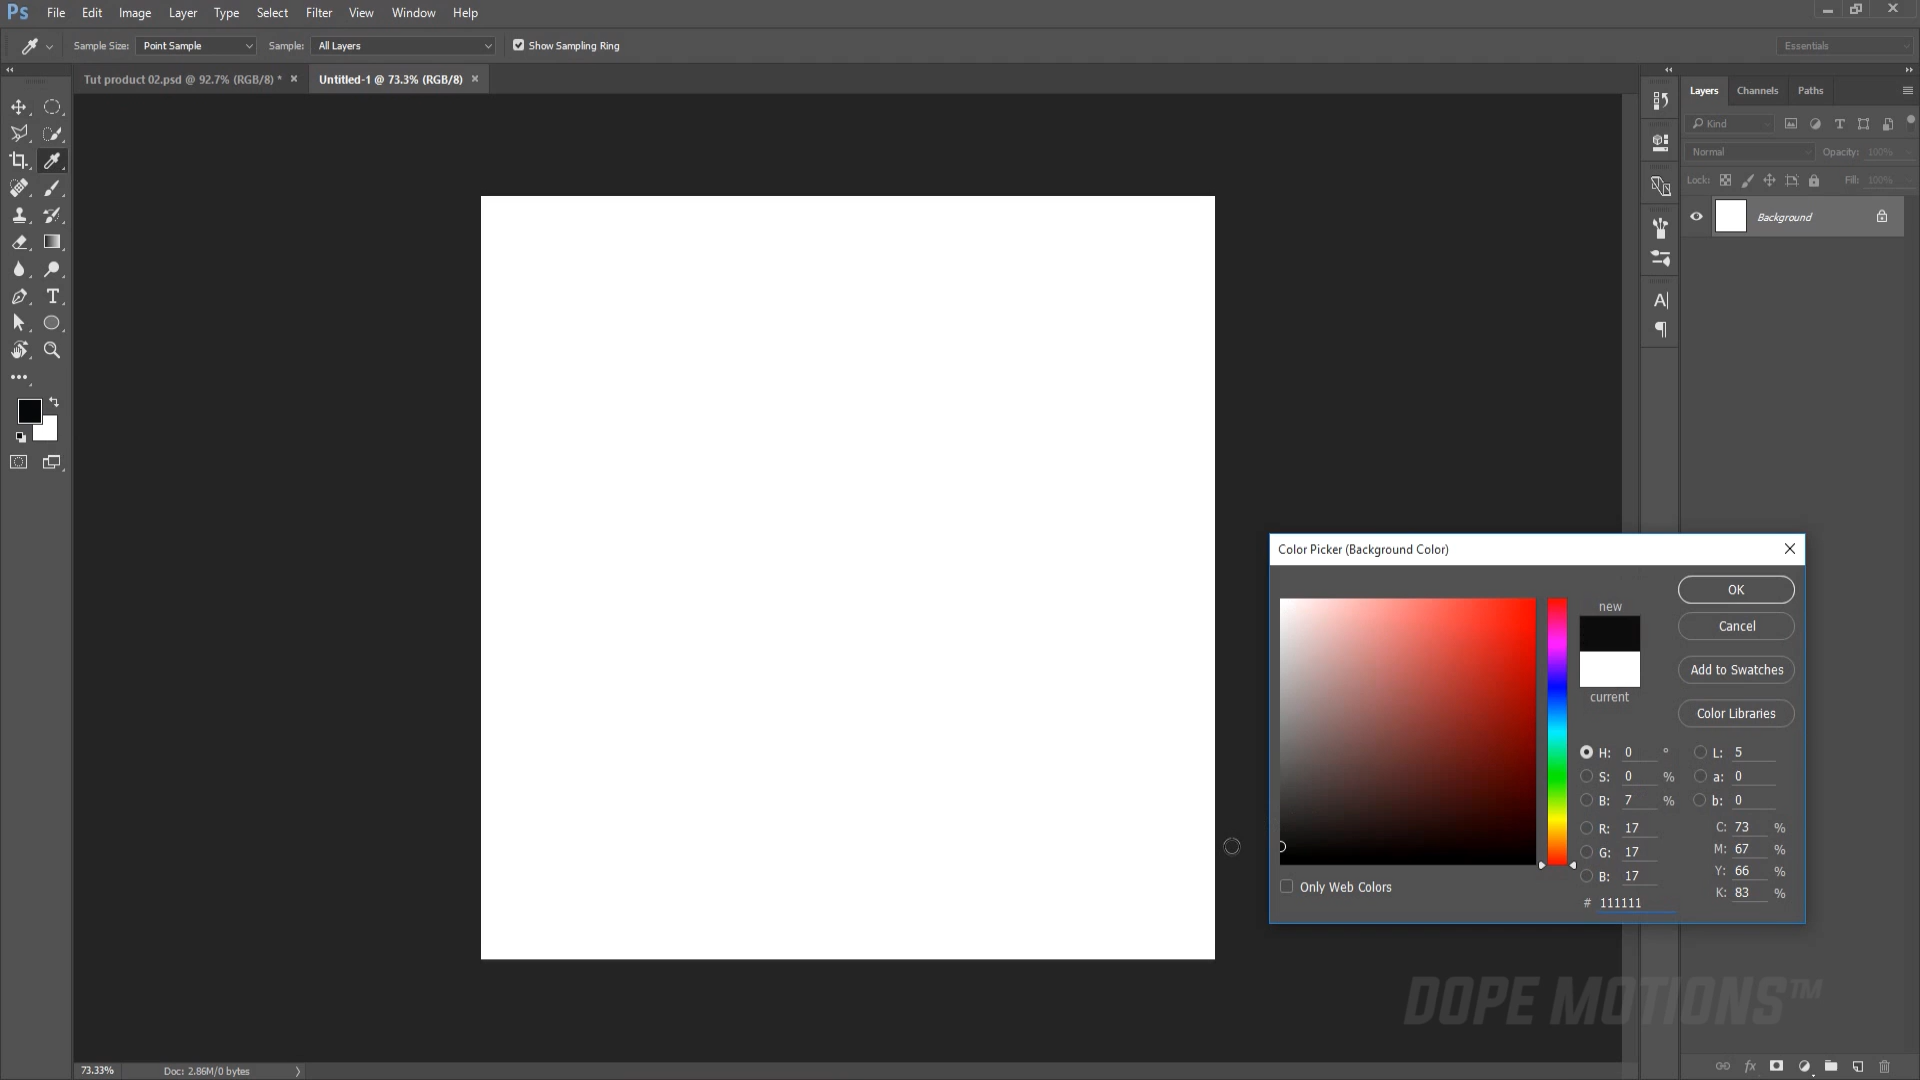 Ps File Edit Image Layer Type Select Filter View Window Help
Sample Size: Point Sample Sample: All Layers Show Sampling Ring Essentials
Tut product 02.psd @ 92.7% (RGB/8) * × Untitled-1 @ 73.3% (RGB/8) ×
Layers Channels Paths
Kind
Normal Opacity: 100%
Lock: Fill: 100%
Background
Color Picker (Background Color)
OK
new
Cancel
Add to Swatches
current
Color Libraries
H: 0 ° L: 5
S: 0 % a: 0
B: 7 % b: 0
R: 17 C: 73 %
G: 17 M: 67 %
B: 17 Y: 66 %
Only Web Colors
# 111111 K: 83 %
DOPE MOTIONS™
73.33% Doc: 2.86M/0 bytes
fx